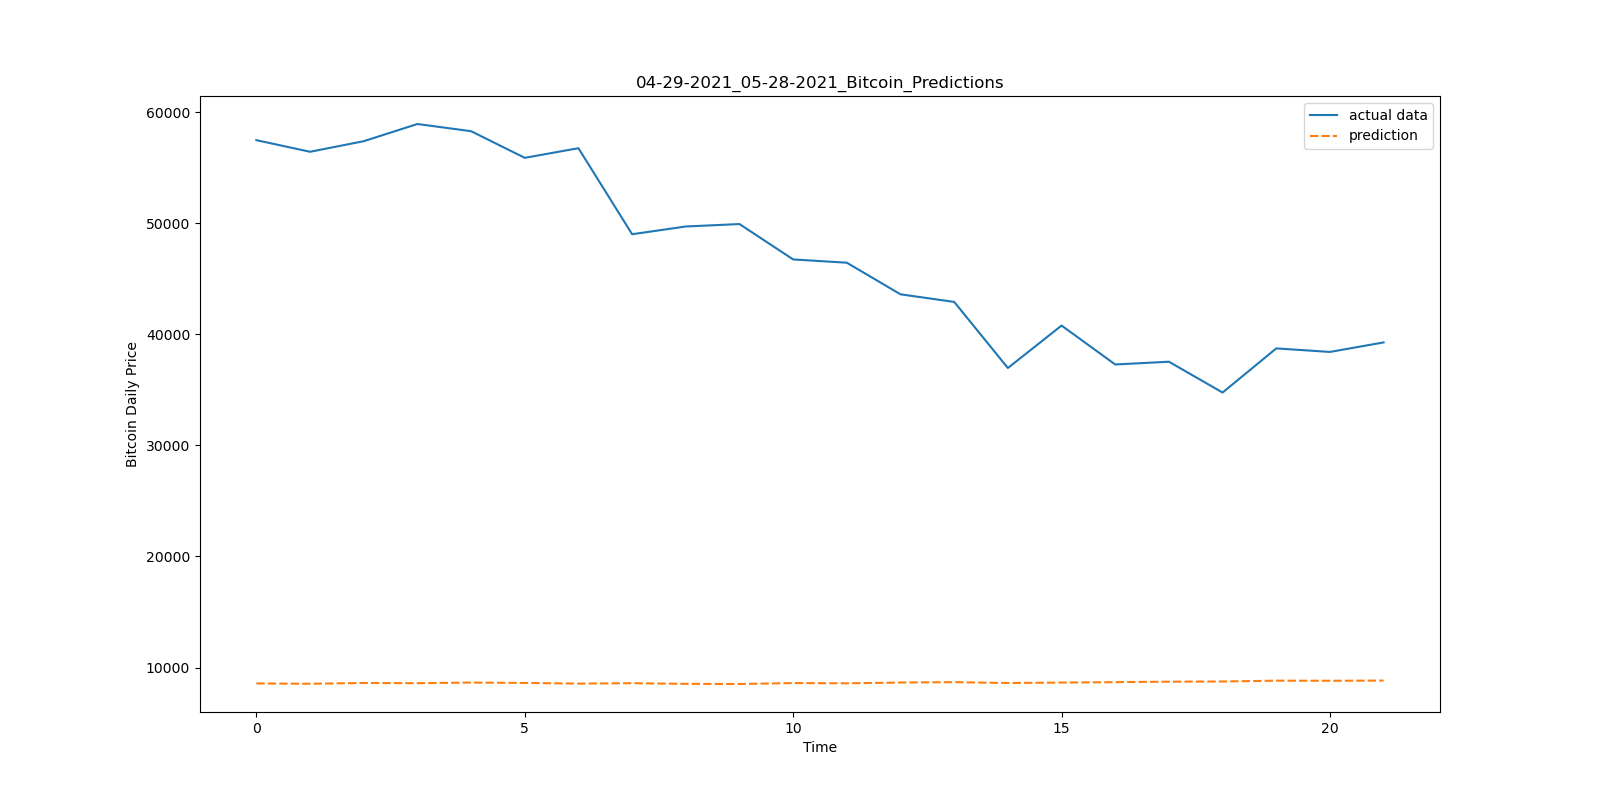 04-29-2021_05-28-2021_Bitcoin_Predictions
actual data
prediction
60000
50000
40000
30000
20000
10000
Bitcoin Daily Price
0
5
10
15
20
Time